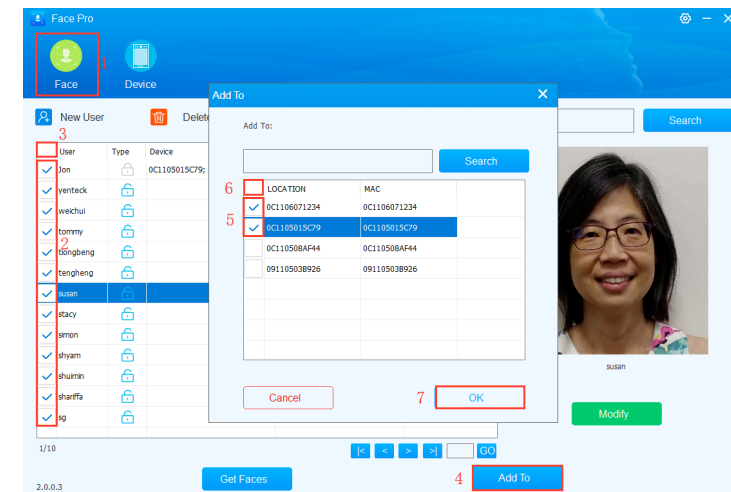 Face Pro
1
Face
Device
New User
Delet
Search
3
User Type Device
Jon 0C1105015C79;
yenteck
weichui
tommy
2
tiongbeng
tengheng
susan
stacy
simon
shyam
shuimin
shariffa
sg
Add To
Add To:
Search
6
LOCATION MAC
0C1106071234 0C1106071234
5
0C1105015C79 0C1105015C79
0C110508AF44 0C110508AF44
09110503B926 09110503B926
Cancel
7
OK
susan
Modify
1/10
|< < > >| GO
Get Faces
4
Add To
2.0.0.3